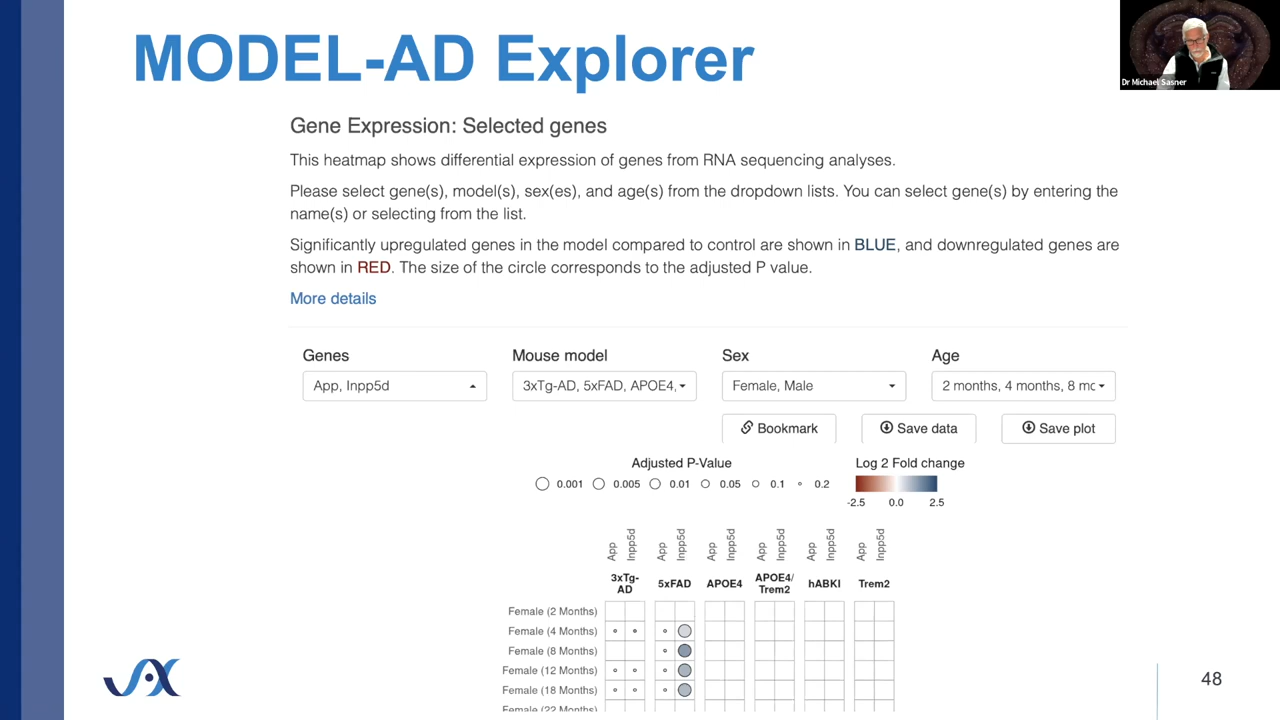 MODEL-AD Explorer
Dr Michael Sasner
Gene Expression: Selected genes
This heatmap shows differential expression of genes from RNA sequencing analyses.
Please select gene(s), model(s), sex(es), and age(s) from the dropdown lists. You can select gene(s) by entering the
name(s) or selecting from the list.
Significantly upregulated genes in the model compared to control are shown in BLUE, and downregulated genes are
shown in RED. The size of the circle corresponds to the adjusted P value.
More details
Genes Mouse model Sex Age
App, Inpp5d 3xTg-AD, 5xFAD, APOE4, Female, Male 2 months, 4 months, 8 mc
Bookmark Save data Save plot
Adjusted P-Value Log 2 Fold change
0.001 0.005 0.01 0.05 0.1 0.2
-2.5 0.0 2.5
App Inpp5d App Inpp5d App Inpp5d App Inpp5d App Inpp5d App Inpp5d
3xTg-AD 5xFAD APOE4 APOE4/Trem2 hABKI Trem2
Female (2 Months)
Female (4 Months)
Female (8 Months)
Female (12 Months)
Female (18 Months)
Female (22 Months)
JAX
48